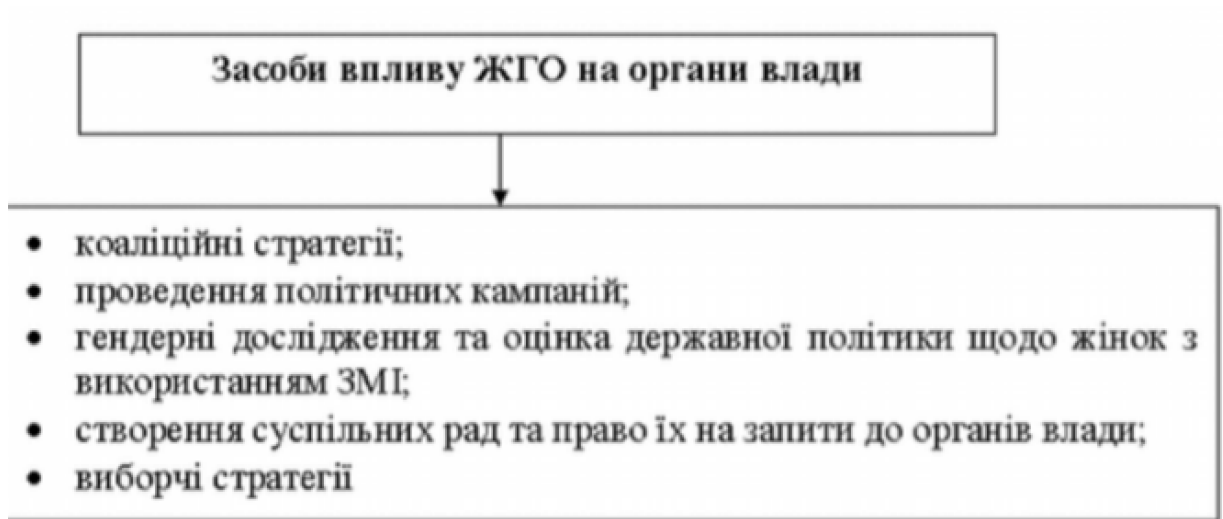 Засоби впливу ЖГО на органи влади
• коаліційні стратегії;
• проведення політичних кампаній;
• гендерні дослідження та оцінка державної політики щодо жінок з
використанням ЗМІ;
• створення суспільних рад та право їх на запити до органів влади;
• виборчі стратегії